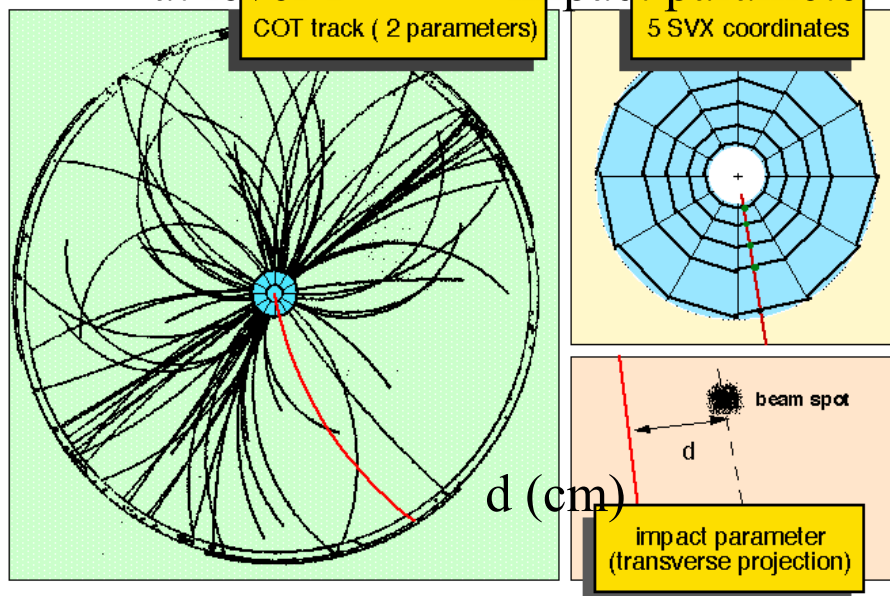 COT track ( 2 parameters)
5 SVX coordinates
beam spot
d
d (cm)
impact parameter
(transverse projection)